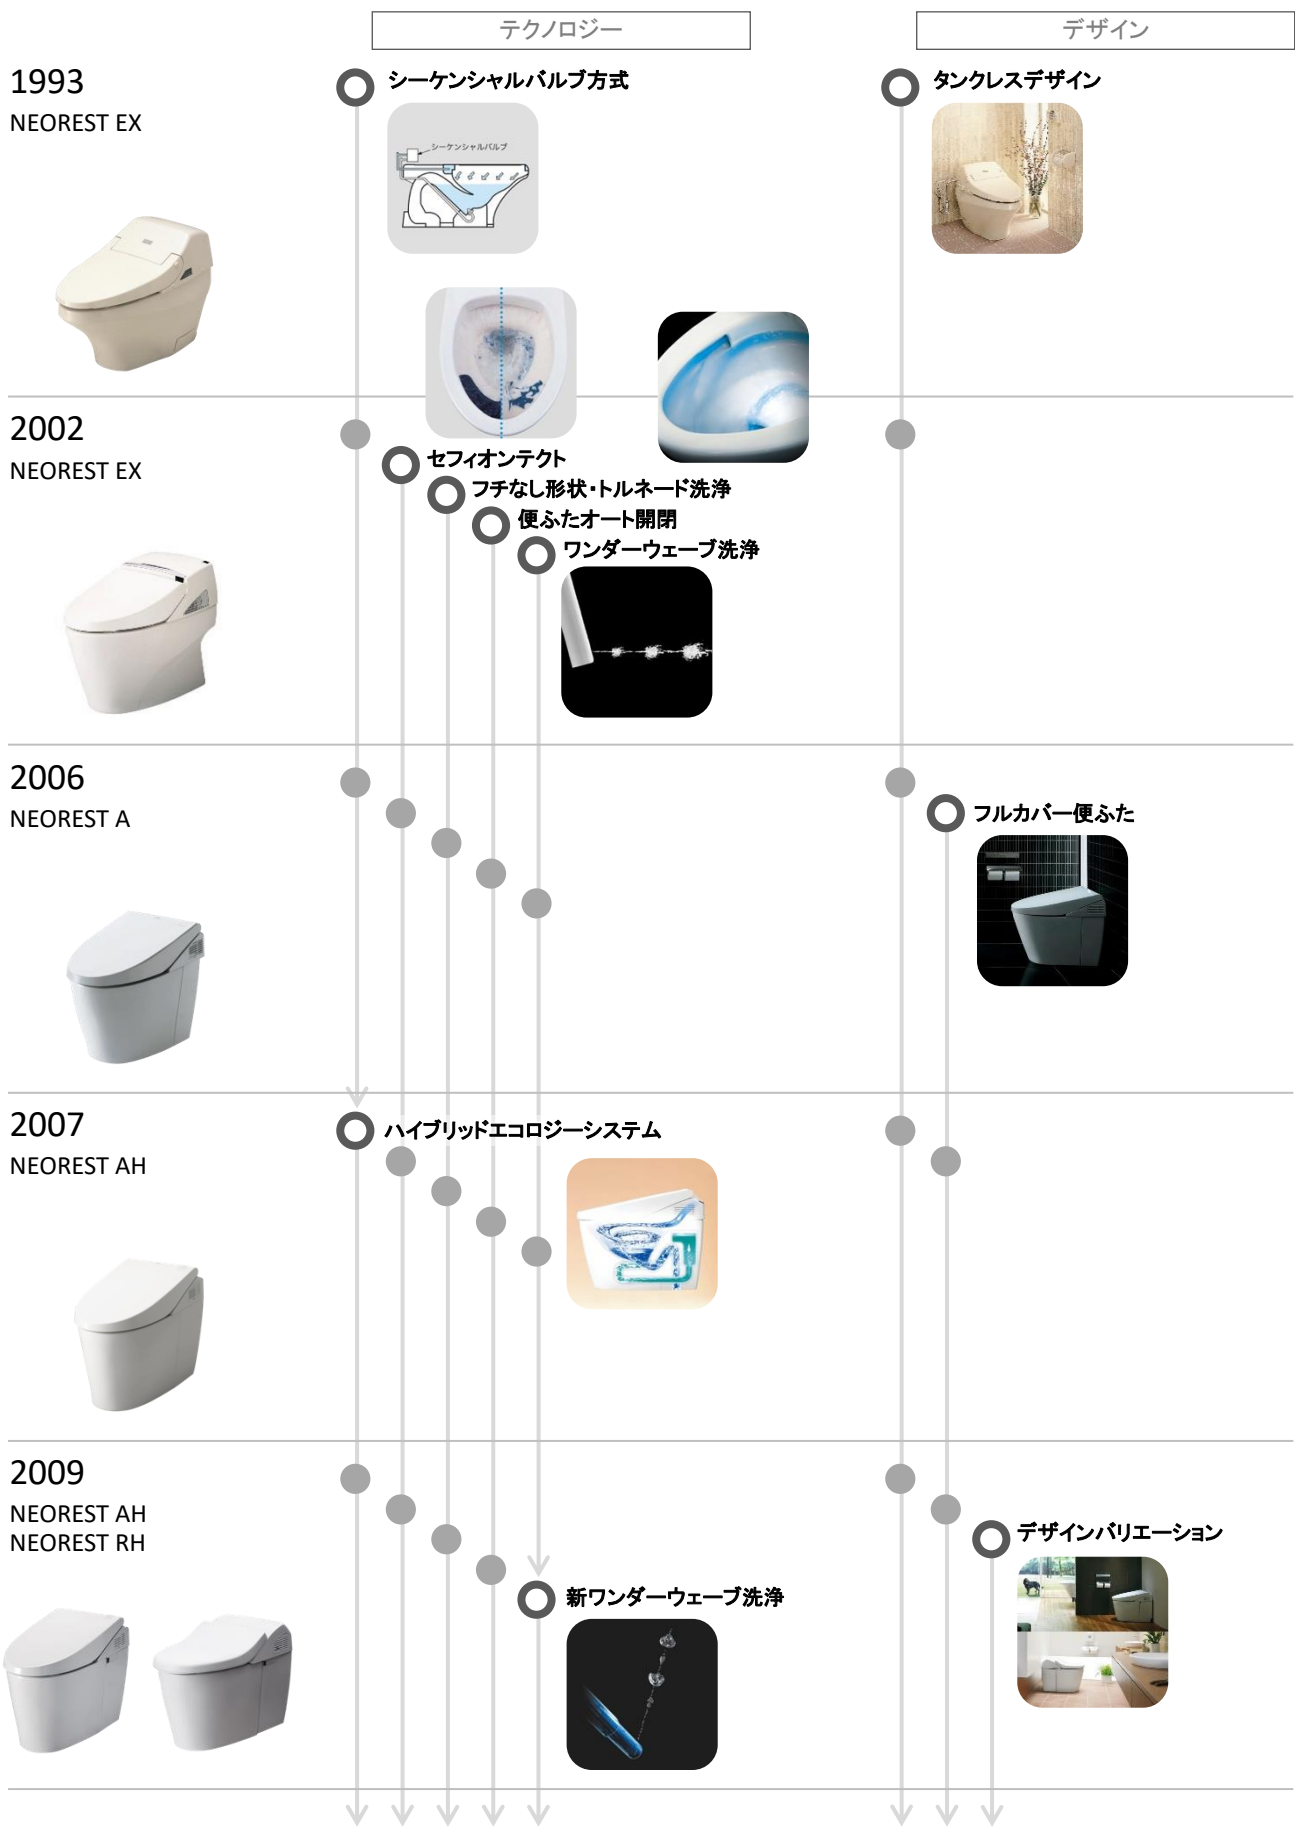 テクノロジー
デザイン
1993
NEOREST EX
シーケンシャルバルブ方式
シーケンシャルバルブ
タンクレスデザイン
2002
NEOREST EX
セフィオンテクト
フチなし形状・トルネード洗浄
便ふたオート開閉
ワンダーウェーブ洗浄
2006
NEOREST A
フルカバー便ふた
2007
NEOREST AH
ハイブリッドエコロジーシステム
2009
NEOREST AH
NEOREST RH
デザインバリエーション
新ワンダーウェーブ洗浄